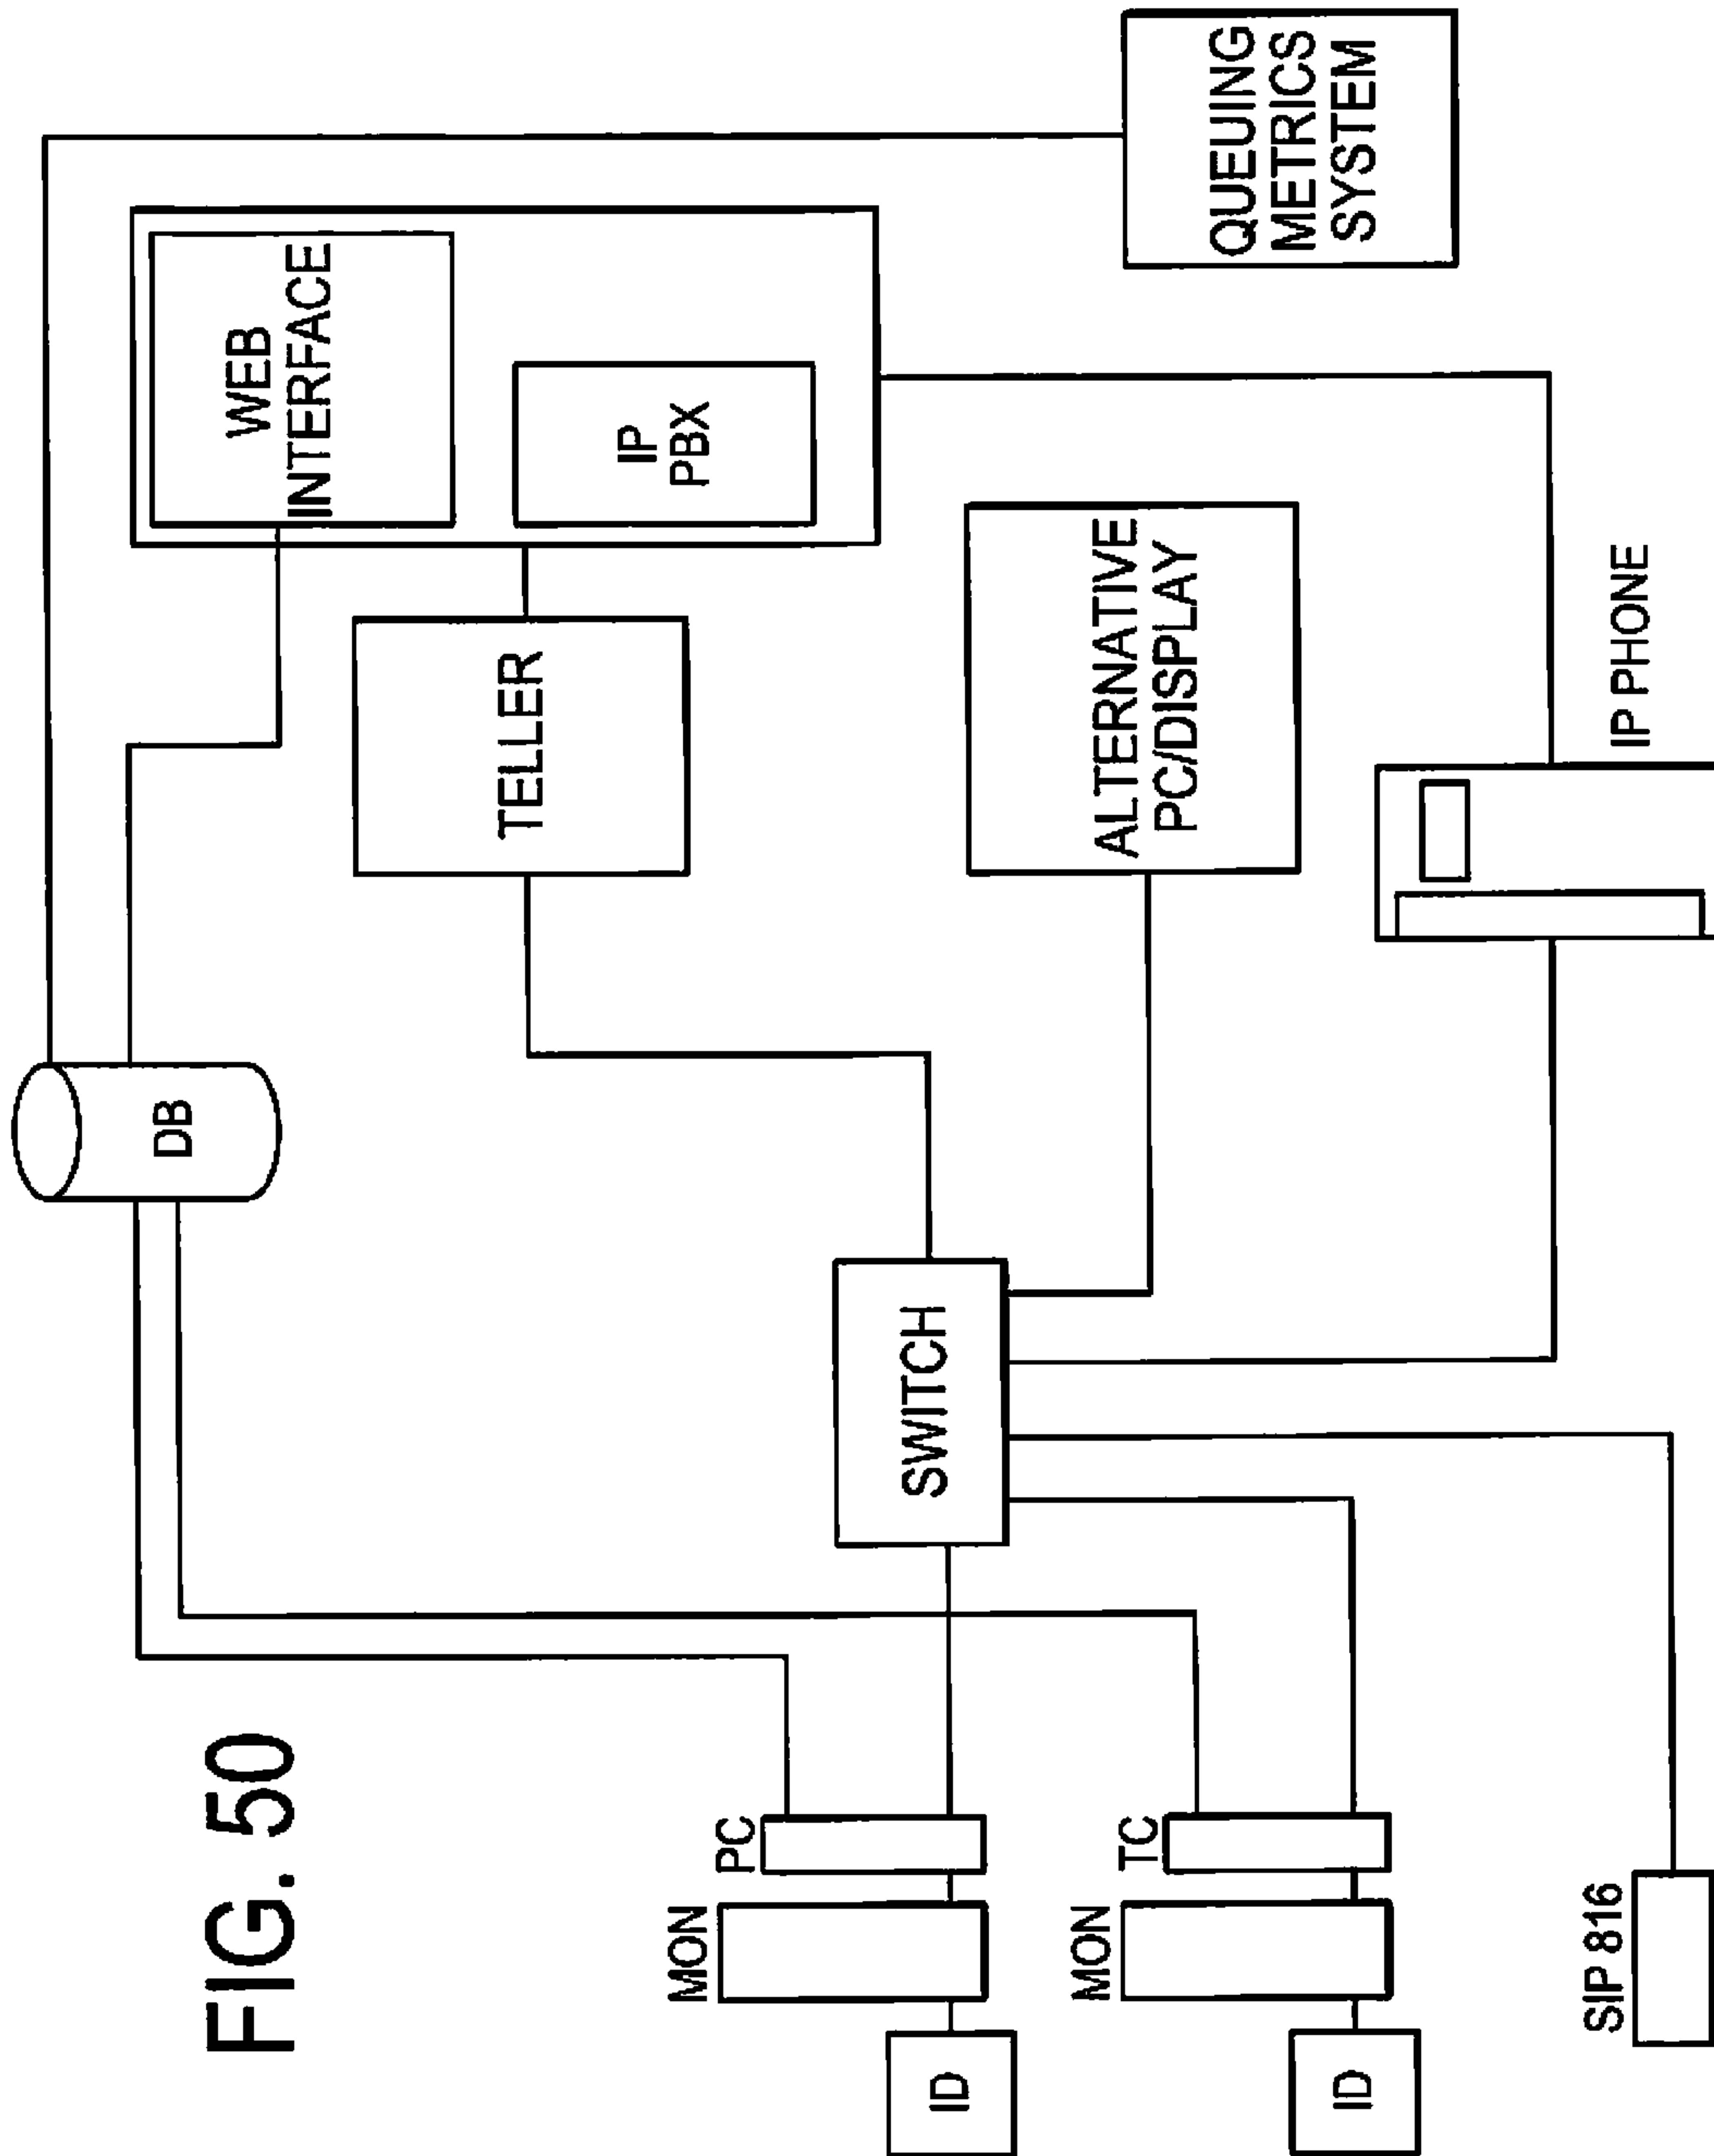 FIG. 50
DB
WEB
INTERFACE
IP
PBX
TELLER
ALTERNATIVE
PC/DISPLAY
QUEUING
METRICS
SYSTEM
SWITCH
IP PHONE
PC
MON
ID
TC
MON
ID
SIP 816